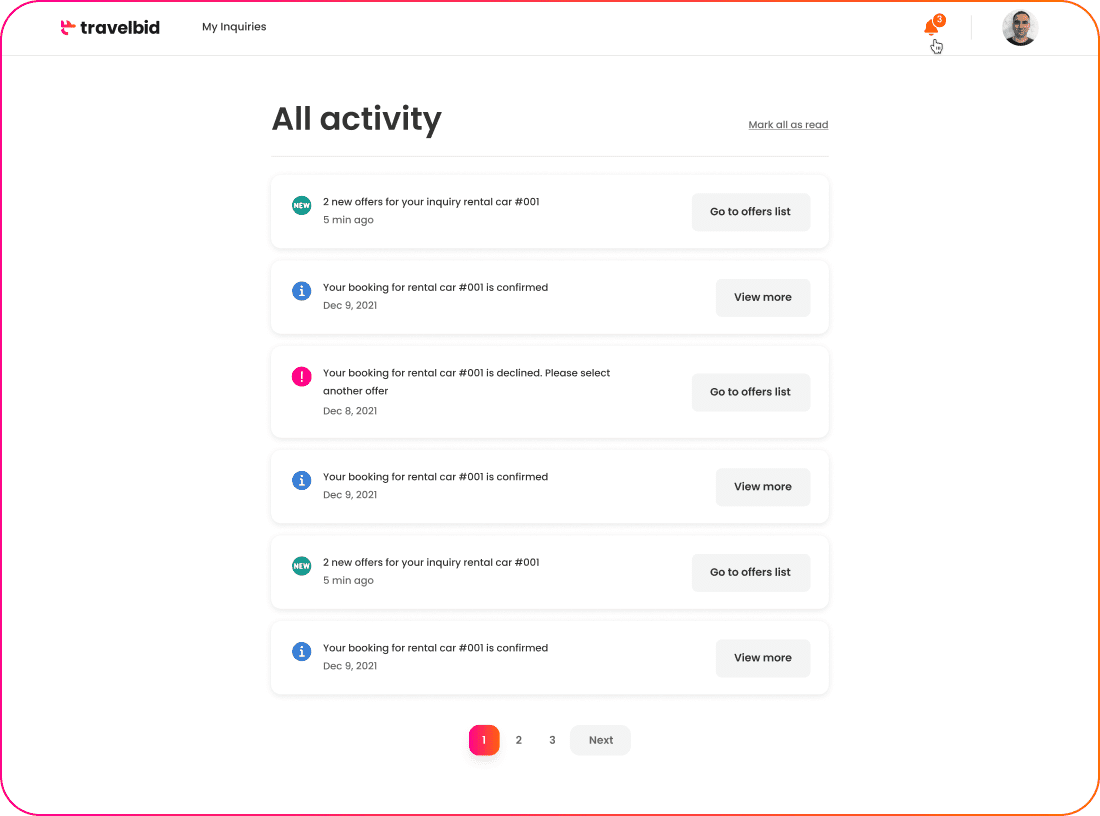 travelbid
My Inquiries
3
All activity
Mark all as read
NEW
2 new offers for your inquiry rental car #001
5 min ago
Go to offers list
i
Your booking for rental car #001 is confirmed
Dec 9, 2021
View more
!
Your booking for rental car #001 is declined. Please select
another offer
Dec 8, 2021
Go to offers list
i
Your booking for rental car #001 is confirmed
Dec 9, 2021
View more
NEW
2 new offers for your inquiry rental car #001
5 min ago
Go to offers list
i
Your booking for rental car #001 is confirmed
Dec 9, 2021
View more
1 2 3 Next